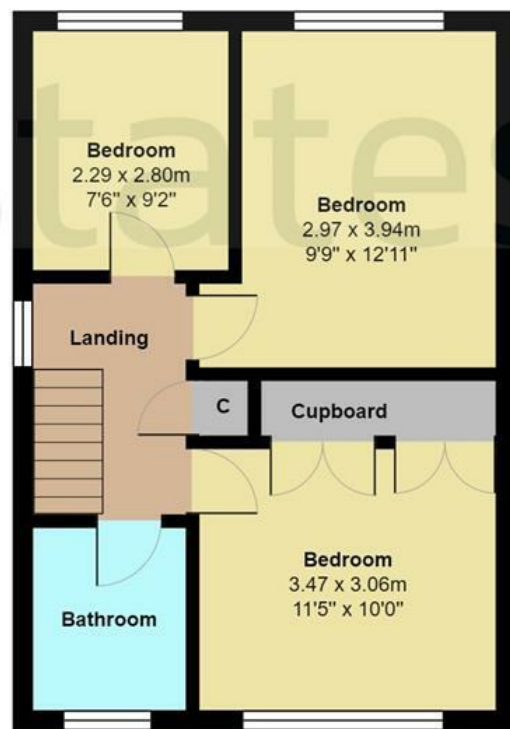 Bedroom
2.29 x 2.80m
7'6" x 9'2"
Bedroom
2.97 x 3.94m
9'9" x 12'11"
Landing
C
Cupboard
Bedroom
3.47 x 3.06m
11'5" x 10'0"
Bathroom
tates